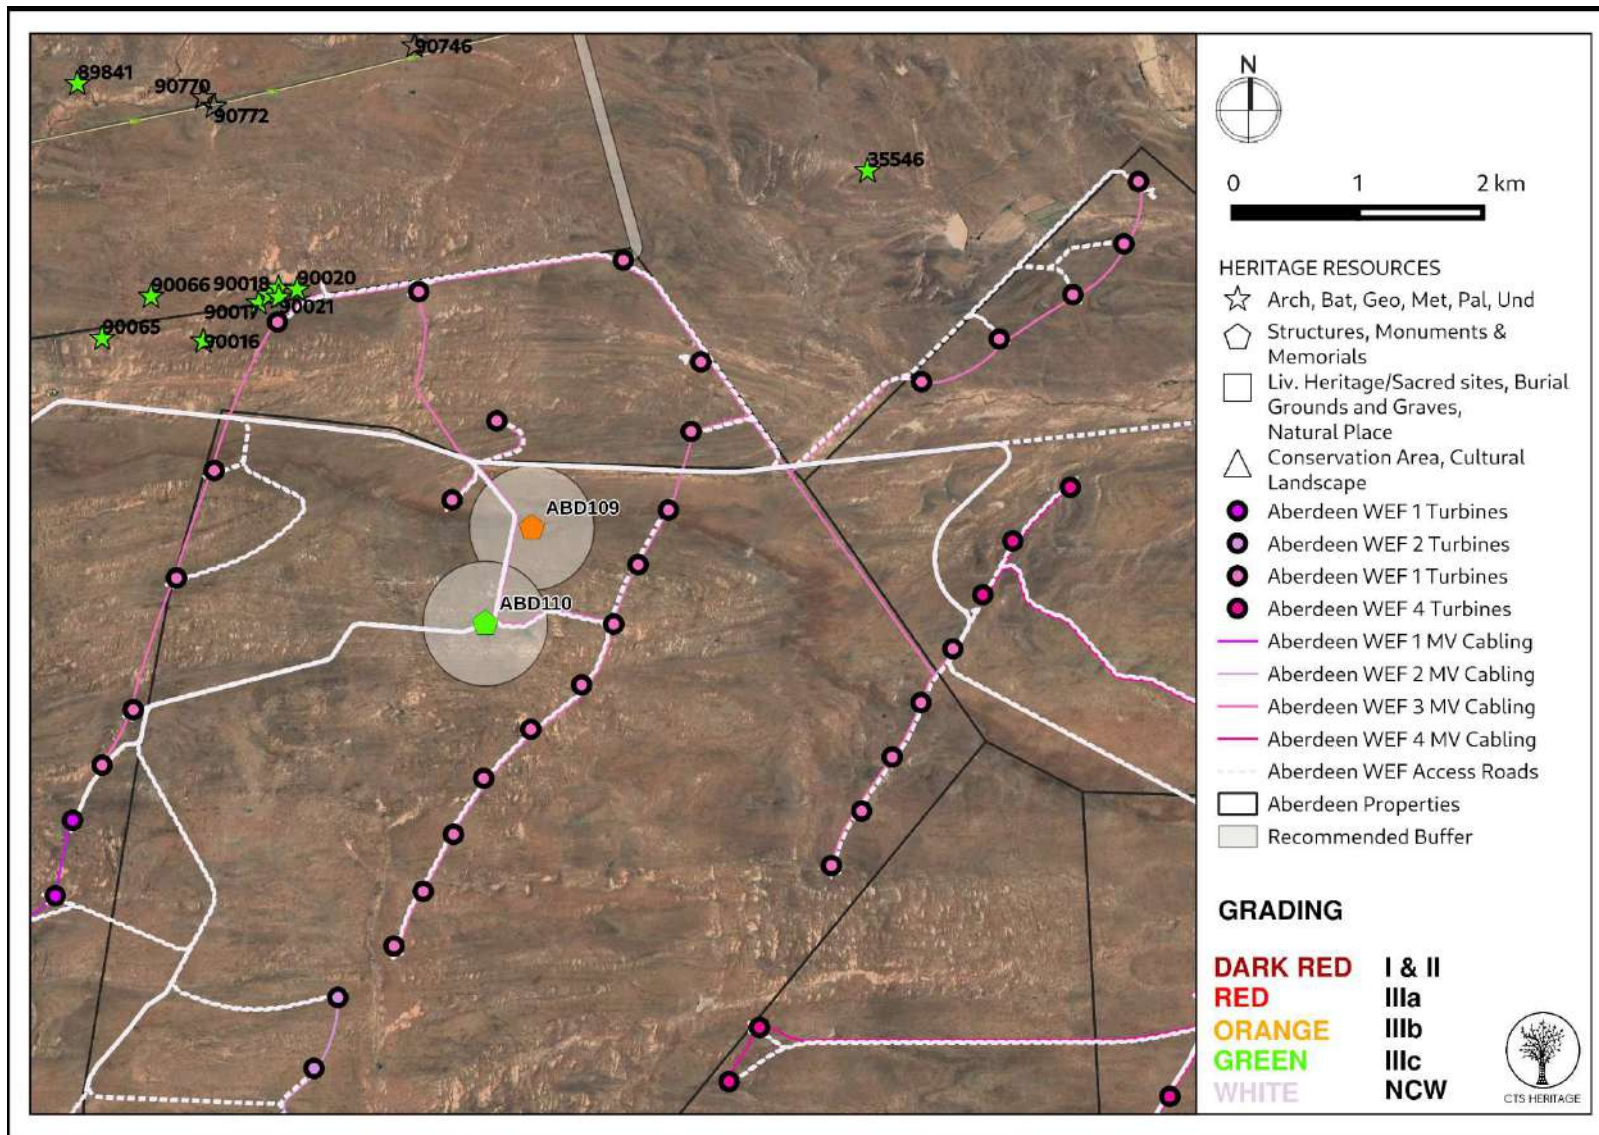 90746
89841
90770
90772
35546
90066
90018
90020
90017
90021
90065
90016
ABD109
ABD110
N
0 1 2 km
HERITAGE RESOURCES
Arch, Bat, Geo, Met, Pal, Und
Structures, Monuments &
Memorials
Liv. Heritage/Sacred sites, Burial
Grounds and Graves,
Natural Place
Conservation Area, Cultural
Landscape
Aberdeen WEF 1 Turbines
Aberdeen WEF 2 Turbines
Aberdeen WEF 1 Turbines
Aberdeen WEF 4 Turbines
Aberdeen WEF 1 MV Cabling
Aberdeen WEF 2 MV Cabling
Aberdeen WEF 3 MV Cabling
Aberdeen WEF 4 MV Cabling
Aberdeen WEF Access Roads
Aberdeen Properties
Recommended Buffer
GRADING
DARK RED I & II
RED IIIa
ORANGE IIIb
GREEN IIIc
WHITE NCW
CTS HERITAGE